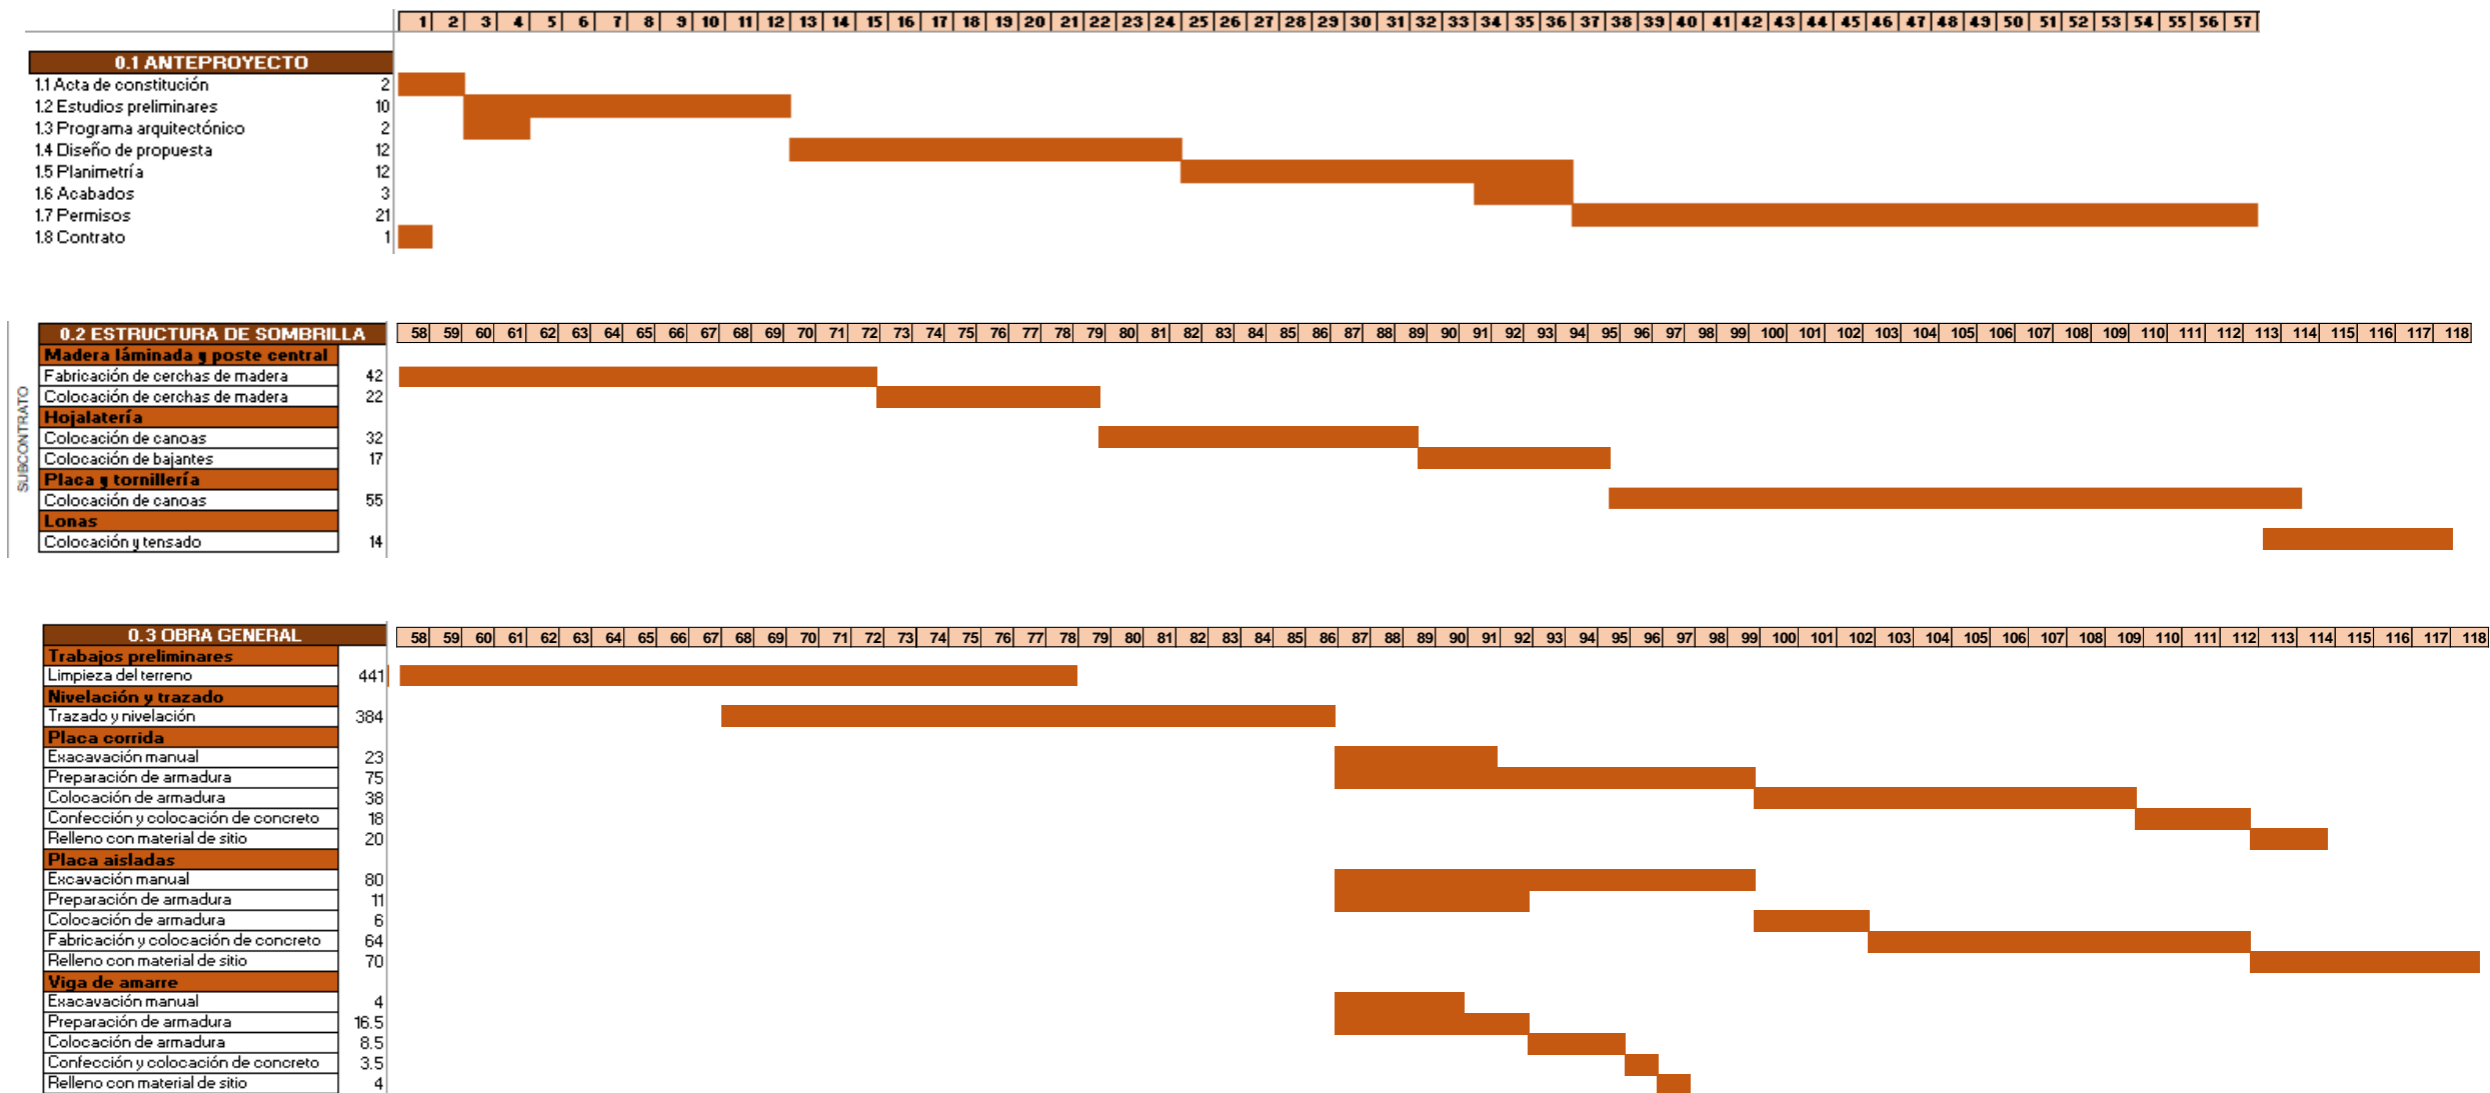 1 2 3 4 5 6 7 8 9 10 11 12 13 14 15 16 17 18 19 20 21 22 23 24 25 26 27 28 29 30 31 32 33 34 35 36 37 38 39 40 41 42 43 44 45 46 47 48 49 50 51 52 53 54 55 56 57
0.1 ANTEPROYECTO
1.1 Acta de constitución 2
1.2 Estudios preliminares 10
1.3 Programa arquitectónico 2
1.4 Diseño de propuesta 12
1.5 Planimetría 12
1.6 Acabados 3
1.7 Permisos 21
1.8 Contrato 1
SUBCONTRATO
0.2 ESTRUCTURA DE SOMBRILLA 58 59 60 61 62 63 64 65 66 67 68 69 70 71 72 73 74 75 76 77 78 79 80 81 82 83 84 85 86 87 88 89 90 91 92 93 94 95 96 97 98 99 100 101 102 103 104 105 106 107 108 109 110 111 112 113 114 115 116 117 118
Madera láminada y poste central
Fabricación de cerchas de madera 42
Colocación de cerchas de madera 22
Hojalatería
Colocación de canoas 32
Colocación de bajantes 17
Placa y tornillería
Colocación de canoas 55
Lonas
Colocación y tensado 14
0.3 OBRA GENERAL 58 59 60 61 62 63 64 65 66 67 68 69 70 71 72 73 74 75 76 77 78 79 80 81 82 83 84 85 86 87 88 89 90 91 92 93 94 95 96 97 98 99 100 101 102 103 104 105 106 107 108 109 110 111 112 113 114 115 116 117 118
Trabajos preliminares
Limpieza del terreno 441
Nivelación y trazado
Trazado y nivelación 384
Placa corrida
Exacavación manual 23
Preparación de armadura 75
Colocación de armadura 38
Confección y colocación de concreto 18
Relleno con material de sitio 20
Placa aisladas
Excavación manual 80
Preparación de armadura 11
Colocación de armadura 6
Fabricación y colocación de concreto 64
Relleno con material de sitio 70
Viga de amarre
Exacavación manual 4
Preparación de armadura 16.5
Colocación de armadura 8.5
Confección y colocación de concreto 3.5
Relleno con material de sitio 4